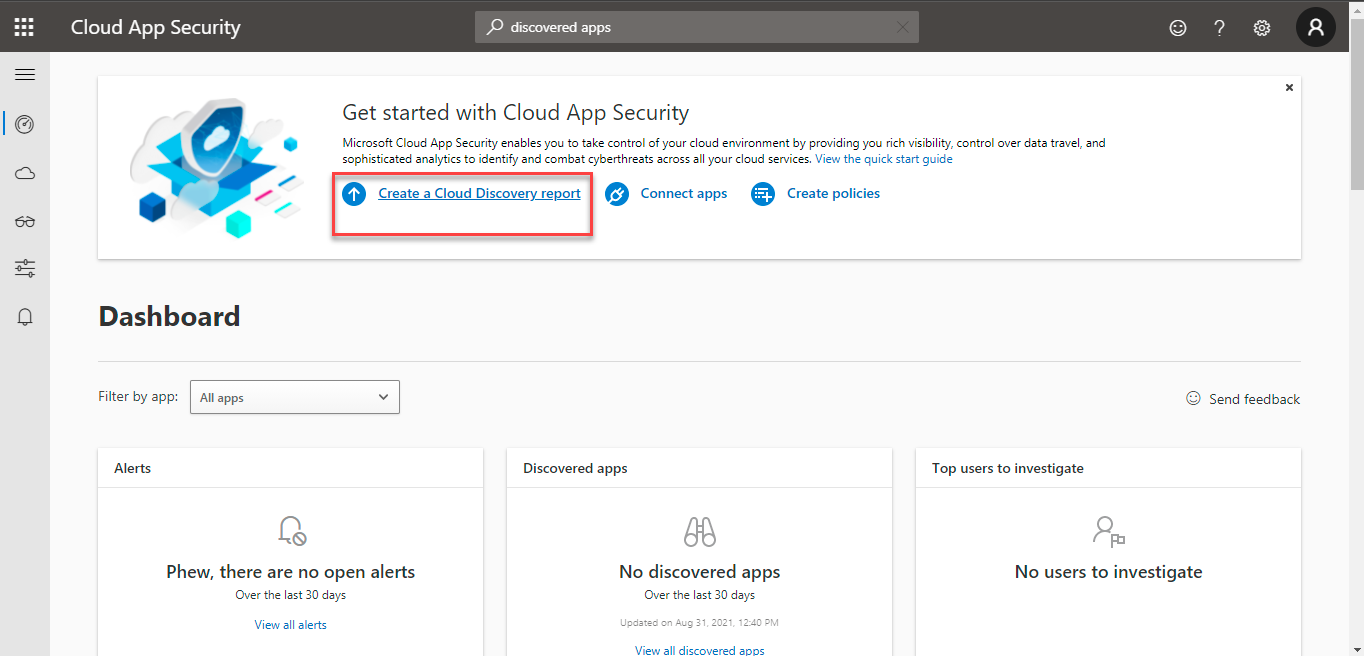 Cloud App Security
discovered apps
Get started with Cloud App Security
Microsoft Cloud App Security enables you to take control of your cloud environment by providing you rich visibility, control over data travel, and
sophisticated analytics to identify and combat cyberthreats across all your cloud services. View the quick start guide
Create a Cloud Discovery report
Connect apps
Create policies
Dashboard
Filter by app:
All apps
Send feedback
Alerts
Phew, there are no open alerts
Over the last 30 days
View all alerts
Discovered apps
No discovered apps
Over the last 30 days
Updated on Aug 31, 2021, 12:40 PM
View all discovered apps
Top users to investigate
No users to investigate